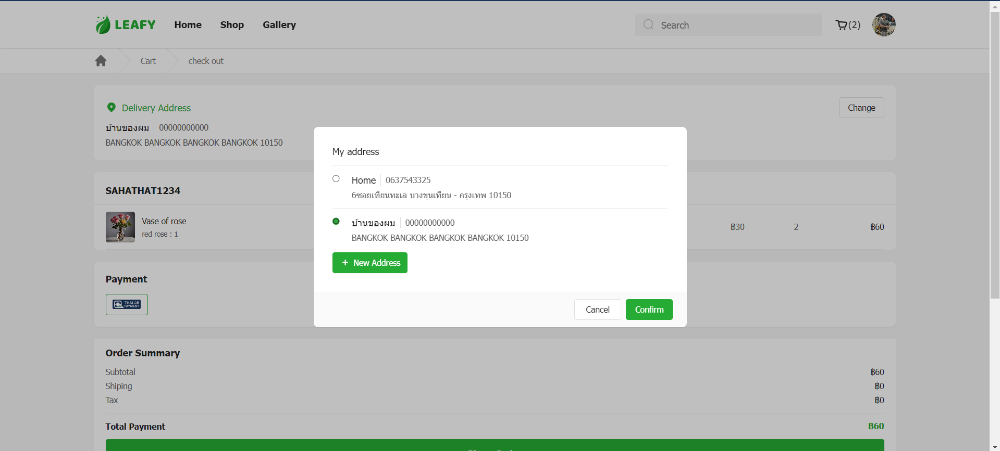 LEAFY
Home
Shop
Gallery
Search
(2)
Cart
check out
Delivery Address
Change
บ้านของผม
00000000000
BANGKOK BANGKOK BANGKOK BANGKOK 10150
My address
Home
0637543325
6ซอยเทียนทะเล บางขุนเทียน - กรุงเทพ 10150
บ้านของผม
00000000000
BANGKOK BANGKOK BANGKOK BANGKOK 10150
+ New Address
Cancel
Confirm
SAHATHAT1234
Vase of rose
red rose : 1
฿30
2
฿60
Payment
THAI QR
PAYMENT
Order Summary
Subtotal
฿60
Shiping
฿0
Tax
฿0
Total Payment
฿60